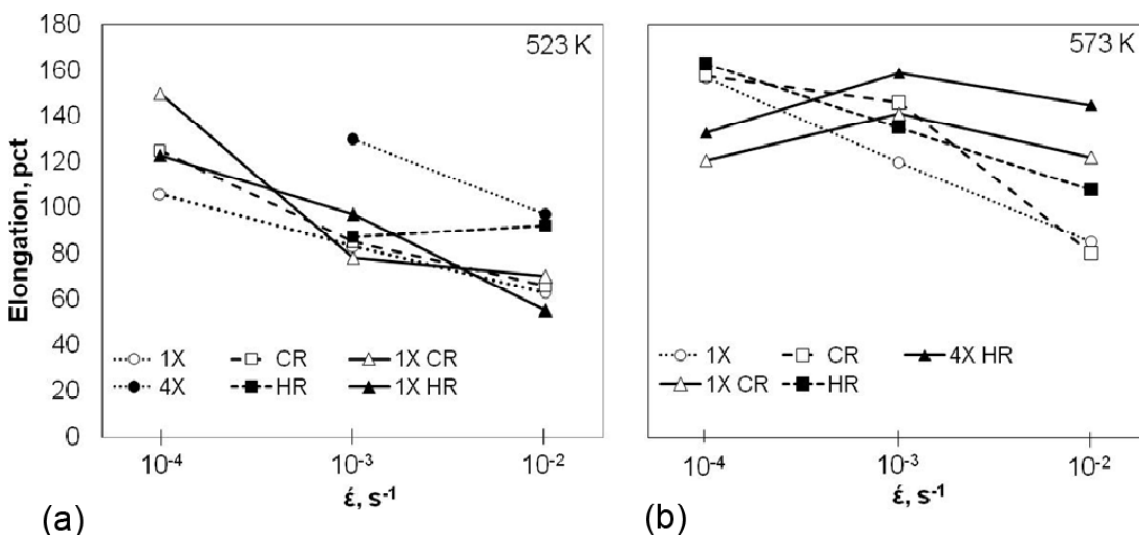 Elongation, pct
180
160
140
120
100
80
60
40
20
0
523 K
1X CR 1X CR
4X HR 1X HR
10-4 10-3 10-2
έ, s-1
(a)
573 K
1X CR 4X HR
1X CR HR
10-4 10-3 10-2
έ, s-1
(b)